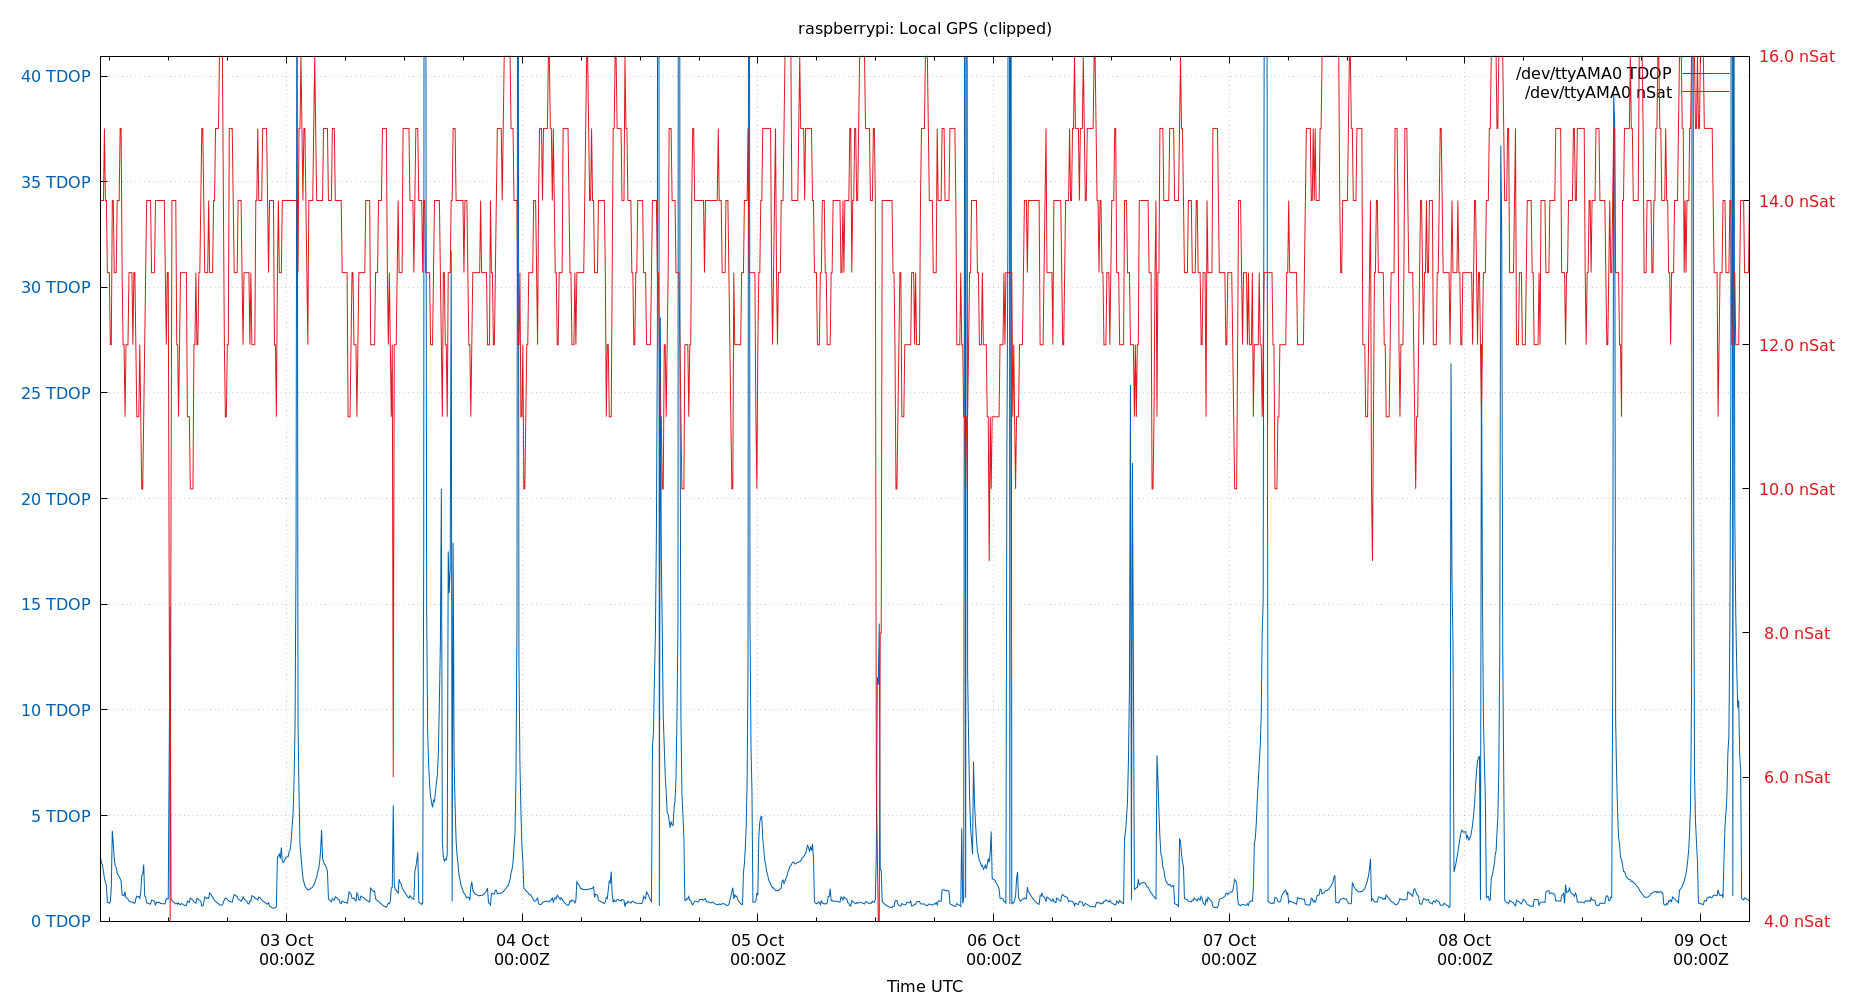 raspberrypi: Local GPS (clipped)
40 TDOP
35 TDOP
30 TDOP
25 TDOP
20 TDOP
15 TDOP
10 TDOP
5 TDOP
0 TDOP
16.0 nSat
14.0 nSat
12.0 nSat
10.0 nSat
8.0 nSat
6.0 nSat
4.0 nSat
/dev/ttyAMA0 TDOP
/dev/ttyAMA0 nSat
03 Oct
00:00Z
04 Oct
00:00Z
05 Oct
00:00Z
06 Oct
00:00Z
07 Oct
00:00Z
08 Oct
00:00Z
09 Oct
00:00Z
Time UTC